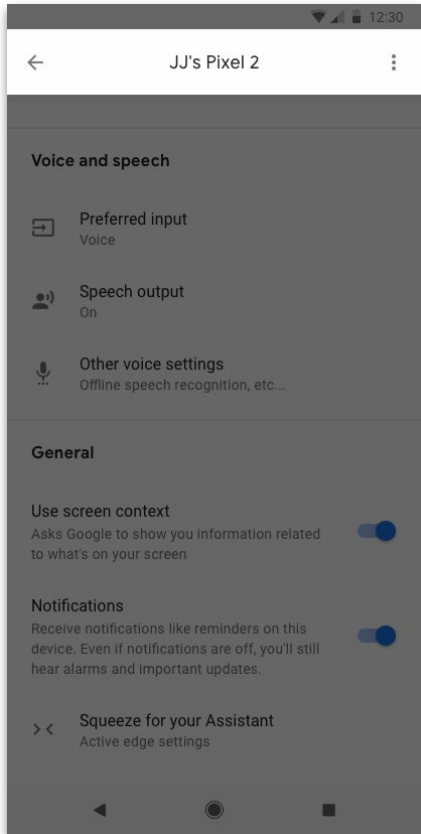 12:30
JJ's Pixel 2
Voice and speech
Preferred input
Voice
Speech output
On
Other voice settings
Offline speech recognition, etc...
General
Use screen context
Asks Google to show you information related
to what's on your screen
Notifications
Receive notifications like reminders on this
device. Even if notifications are off, you'll still
hear alarms and important updates.
Squeeze for your Assistant
Active edge settings